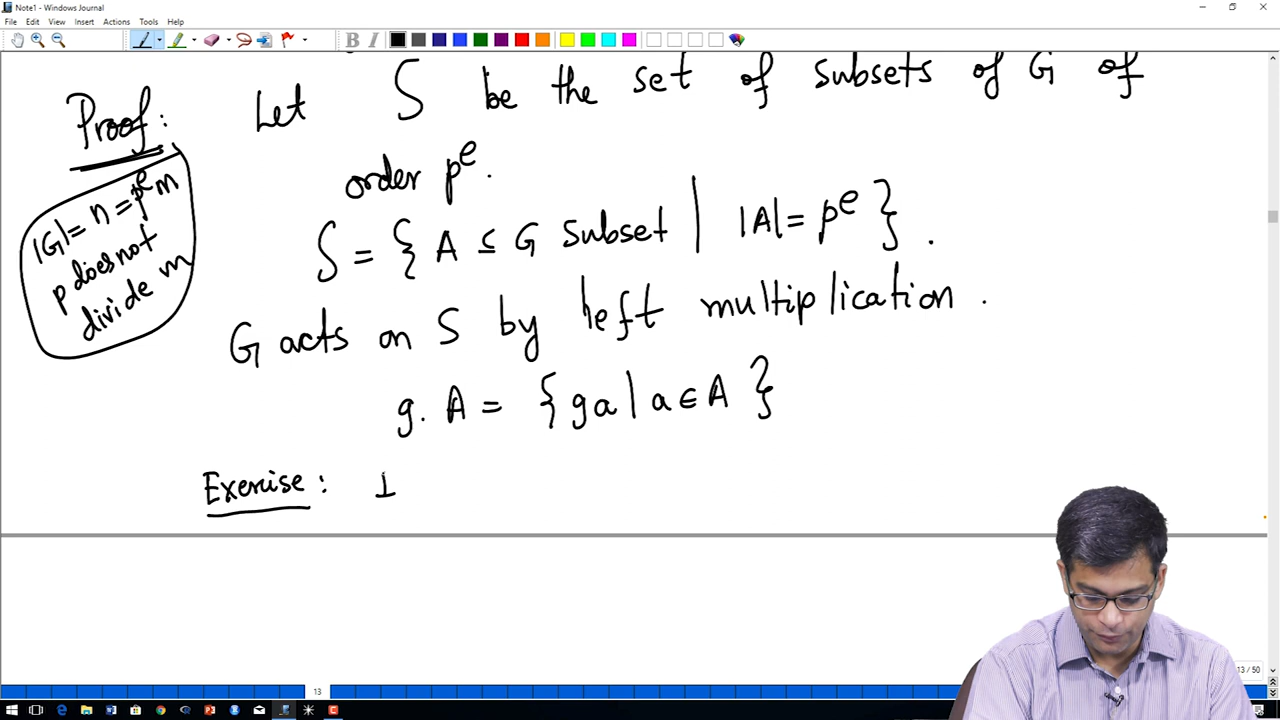 Note1 - Windows Journal
File Edit View Insert Actions Tools Help
Proof: Let S be the set of subsets of G of
order p^e.
|G| = n = p^e m
p does not
divide m
S = { A ⊆ G subset | |A| = p^e }.
G acts on S by left multiplication.
g. A = { ga | a ∈ A }
Exercise:
13
13 / 50